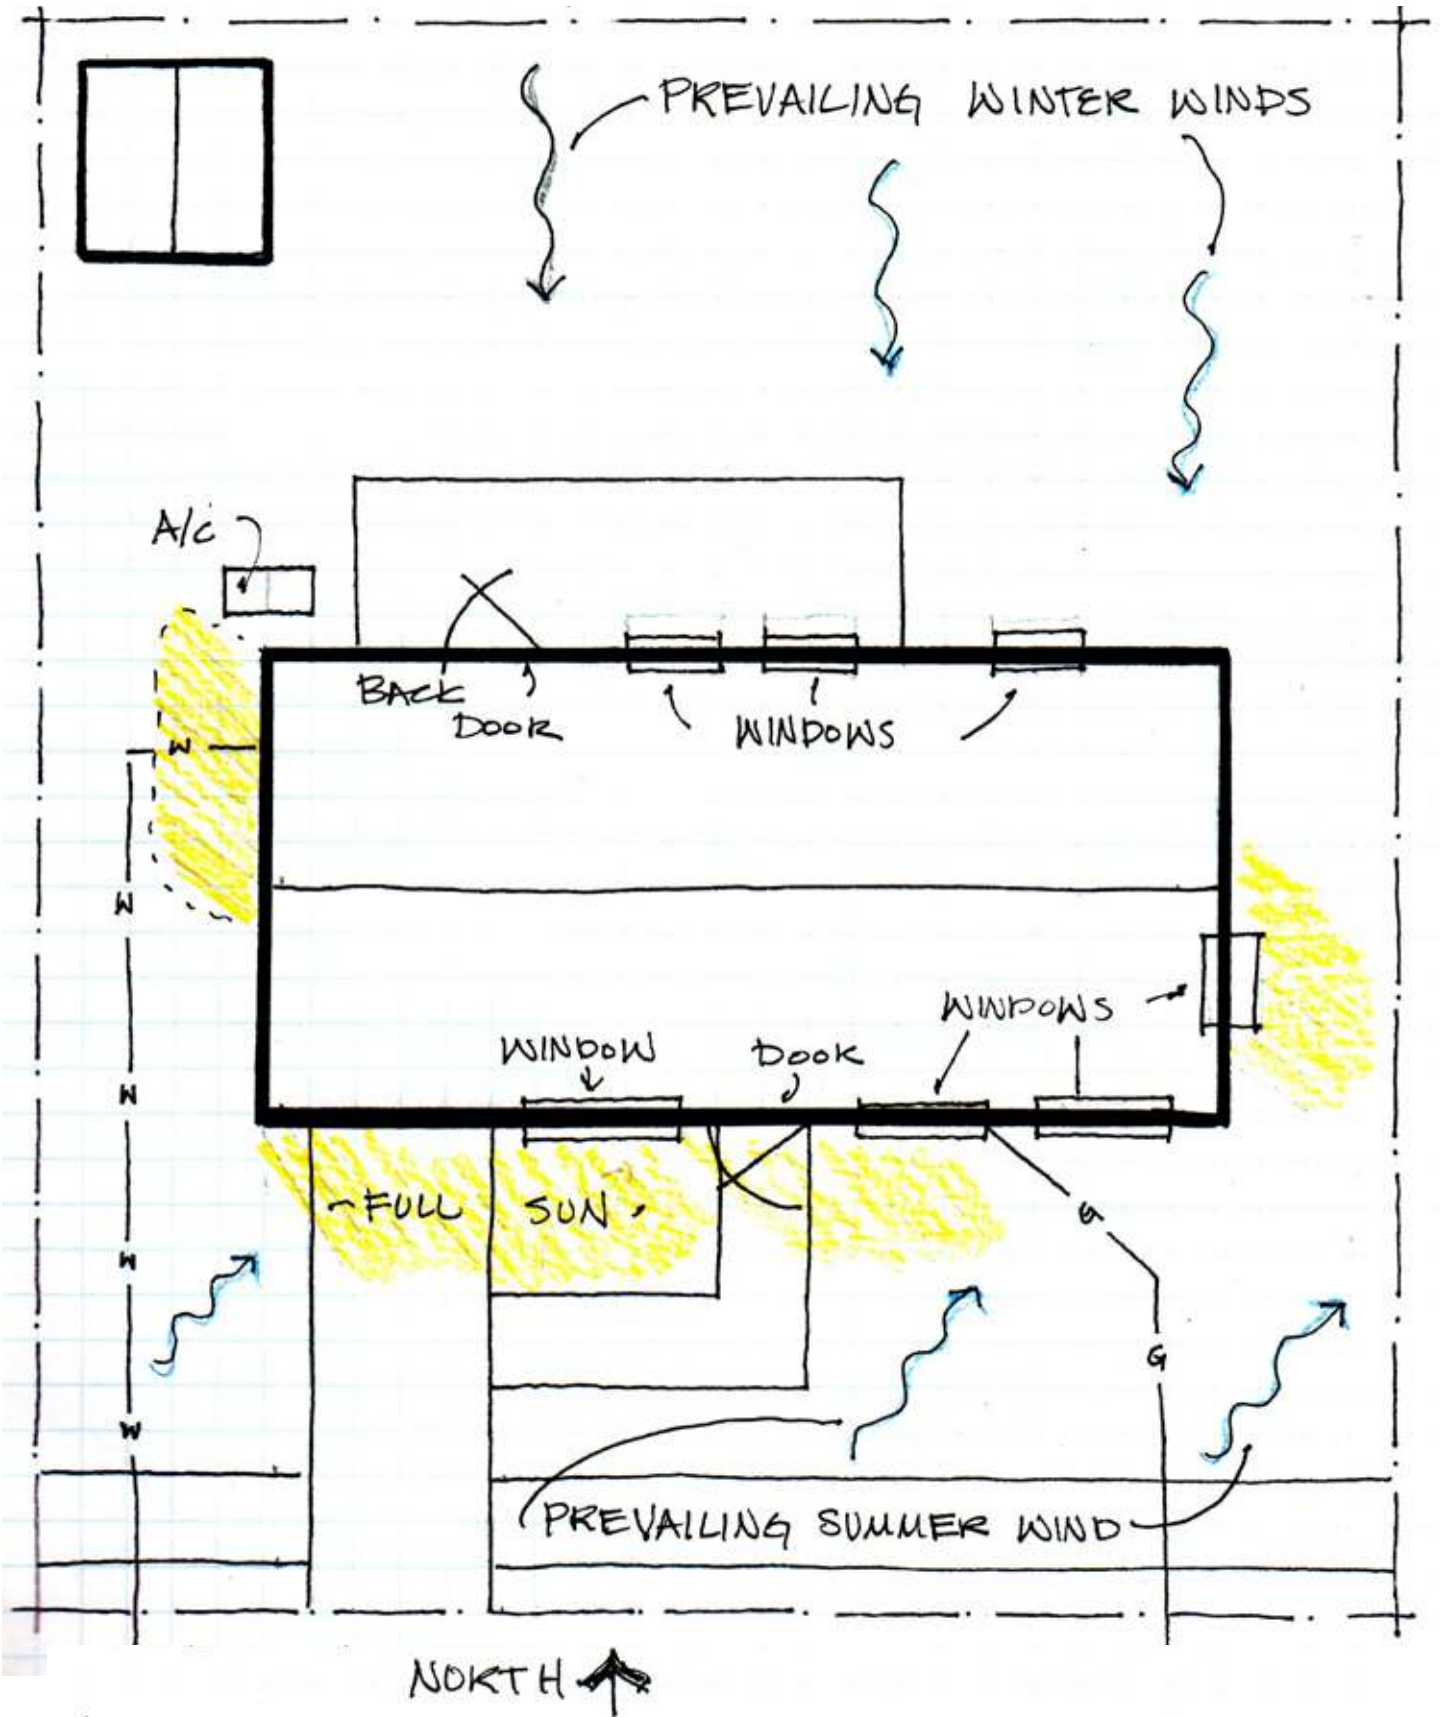 PREVAILING WINTER WINDS
A/C
BACK
DOOR
WINDOWS
W
W
WINDOWS
WINDOW
DOOR
W
FULL SUN
G
W
G
W
PREVAILING SUMMER WIND
NORTH